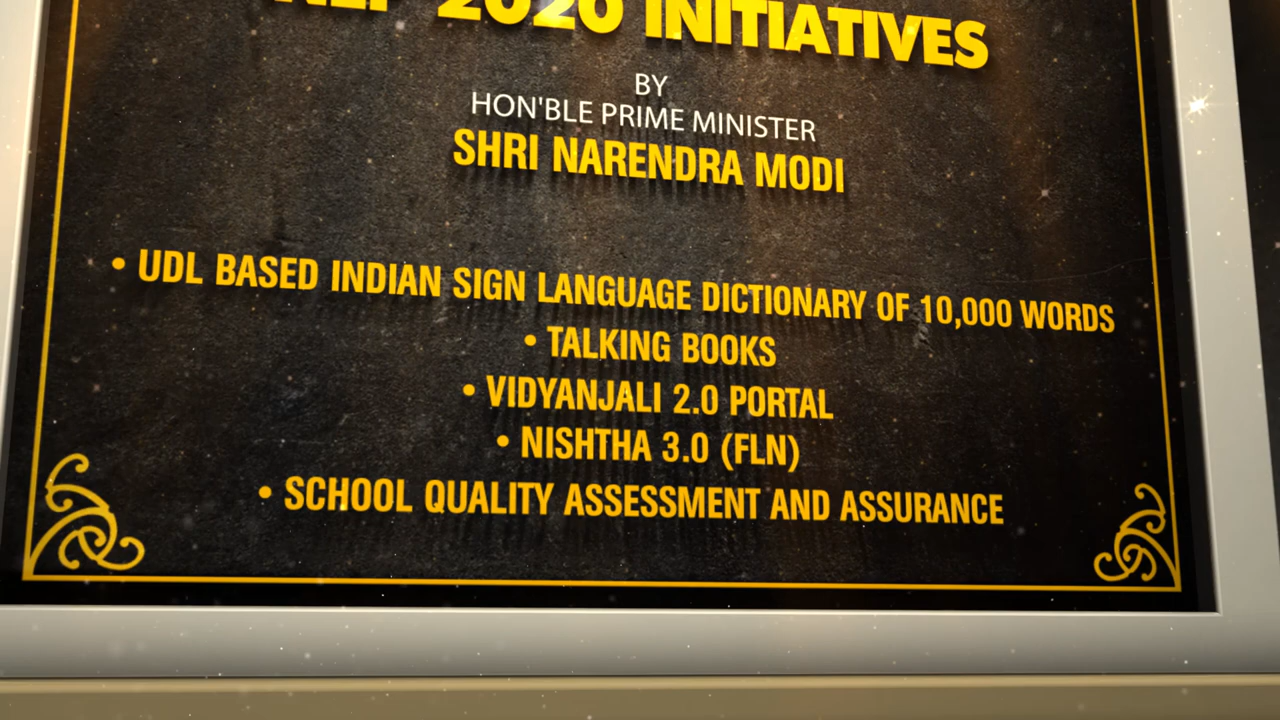 NEP 2020 INITIATIVES
BY
HON'BLE PRIME MINISTER
SHRI NARENDRA MODI
• UDL BASED INDIAN SIGN LANGUAGE DICTIONARY OF 10,000 WORDS
• TALKING BOOKS
• VIDYANJALI 2.0 PORTAL
• NISHTHA 3.0 (FLN)
• SCHOOL QUALITY ASSESSMENT AND ASSURANCE